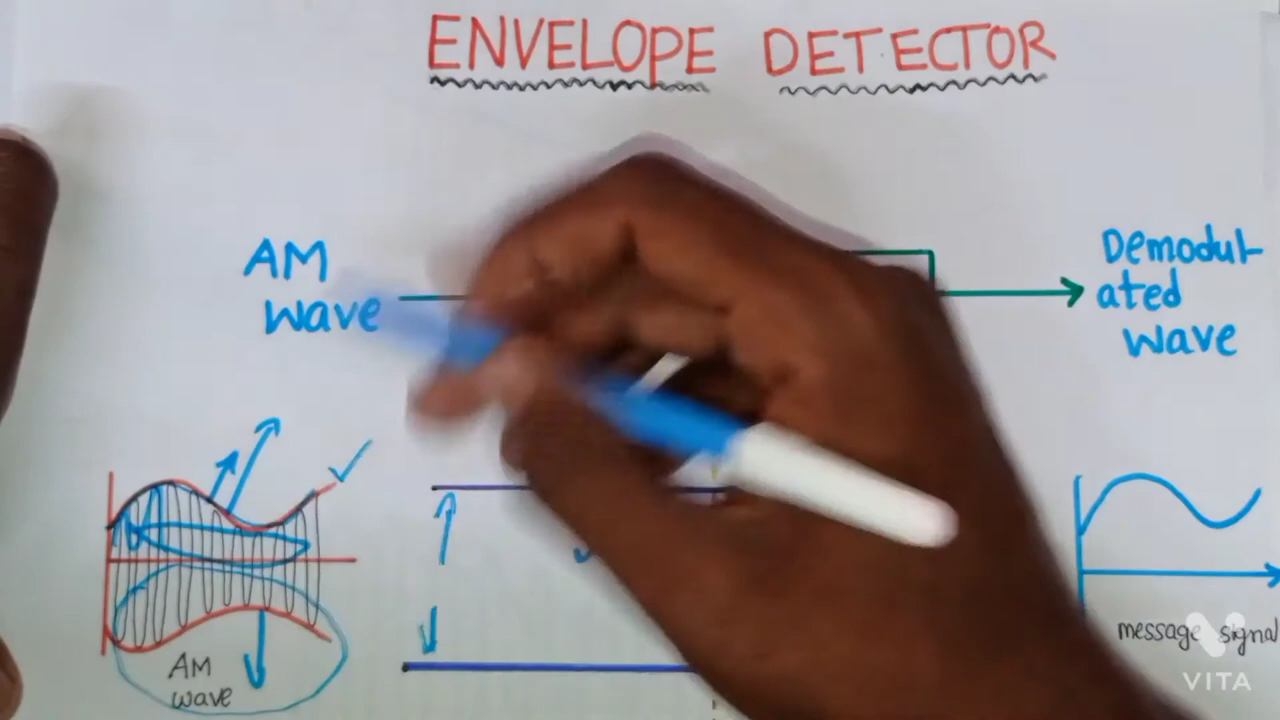 ENVELOPE DETECTOR
AM
wave
Demodul-
ated
wave
AM
wave
message signal
VITA